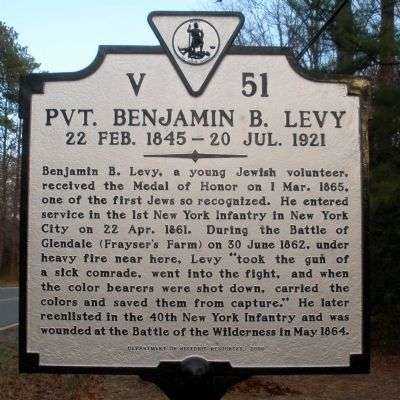 V 51
PVT. BENJAMIN B. LEVY
22 FEB. 1845 – 20 JUL. 1921
Benjamin B. Levy, a young Jewish volunteer,
received the Medal of Honor on 1 Mar. 1865,
one of the first Jews so recognized. He entered
service in the 1st New York Infantry in New York
City on 22 Apr. 1861. During the Battle of
Glendale (Frayser's Farm) on 30 June 1862, under
heavy fire near here, Levy "took the gun of
a sick comrade, went into the fight, and when
the color bearers were shot down, carried the
colors and saved them from capture." He later
reenlisted in the 40th New York Infantry and was
wounded at the Battle of the Wilderness in May 1864.
DEPARTMENT OF HISTORIC RESOURCES,